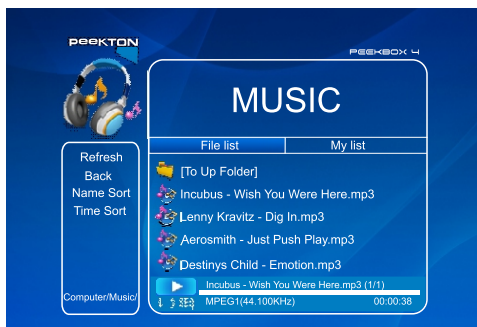 PEEKTON
PEEKBOX 4
MUSIC
File list
My list
Refresh
Back
Name Sort
Time Sort
Computer/Music/
[To Up Folder]
Incubus - Wish You Were Here.mp3
Lenny Kravitz - Dig In.mp3
Aerosmith - Just Push Play.mp3
Destinys Child - Emotion.mp3
Incubus - Wish You Were Here.mp3 (1/1)
MPEG1(44.100KHz)
00:00:38